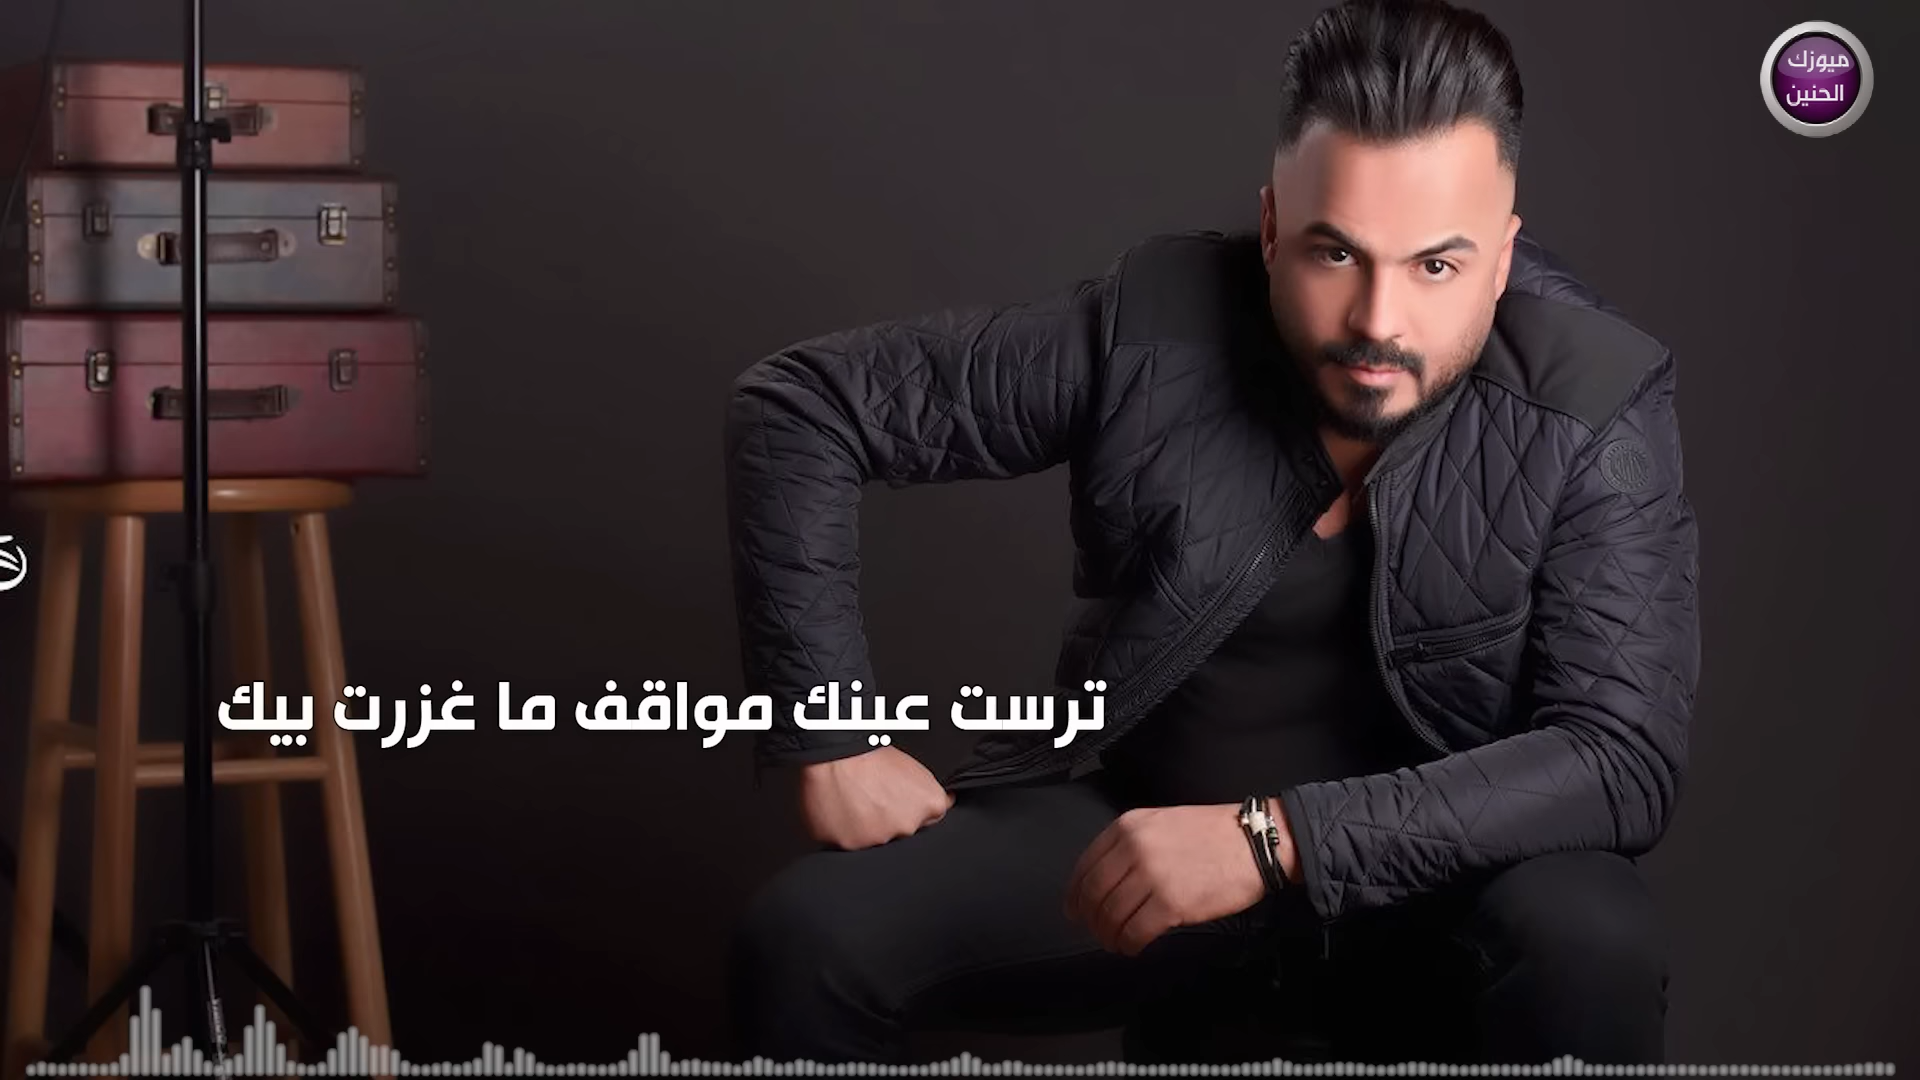 ميوزك
الحنين
ترست عينك مواقف ما غزرت بيك